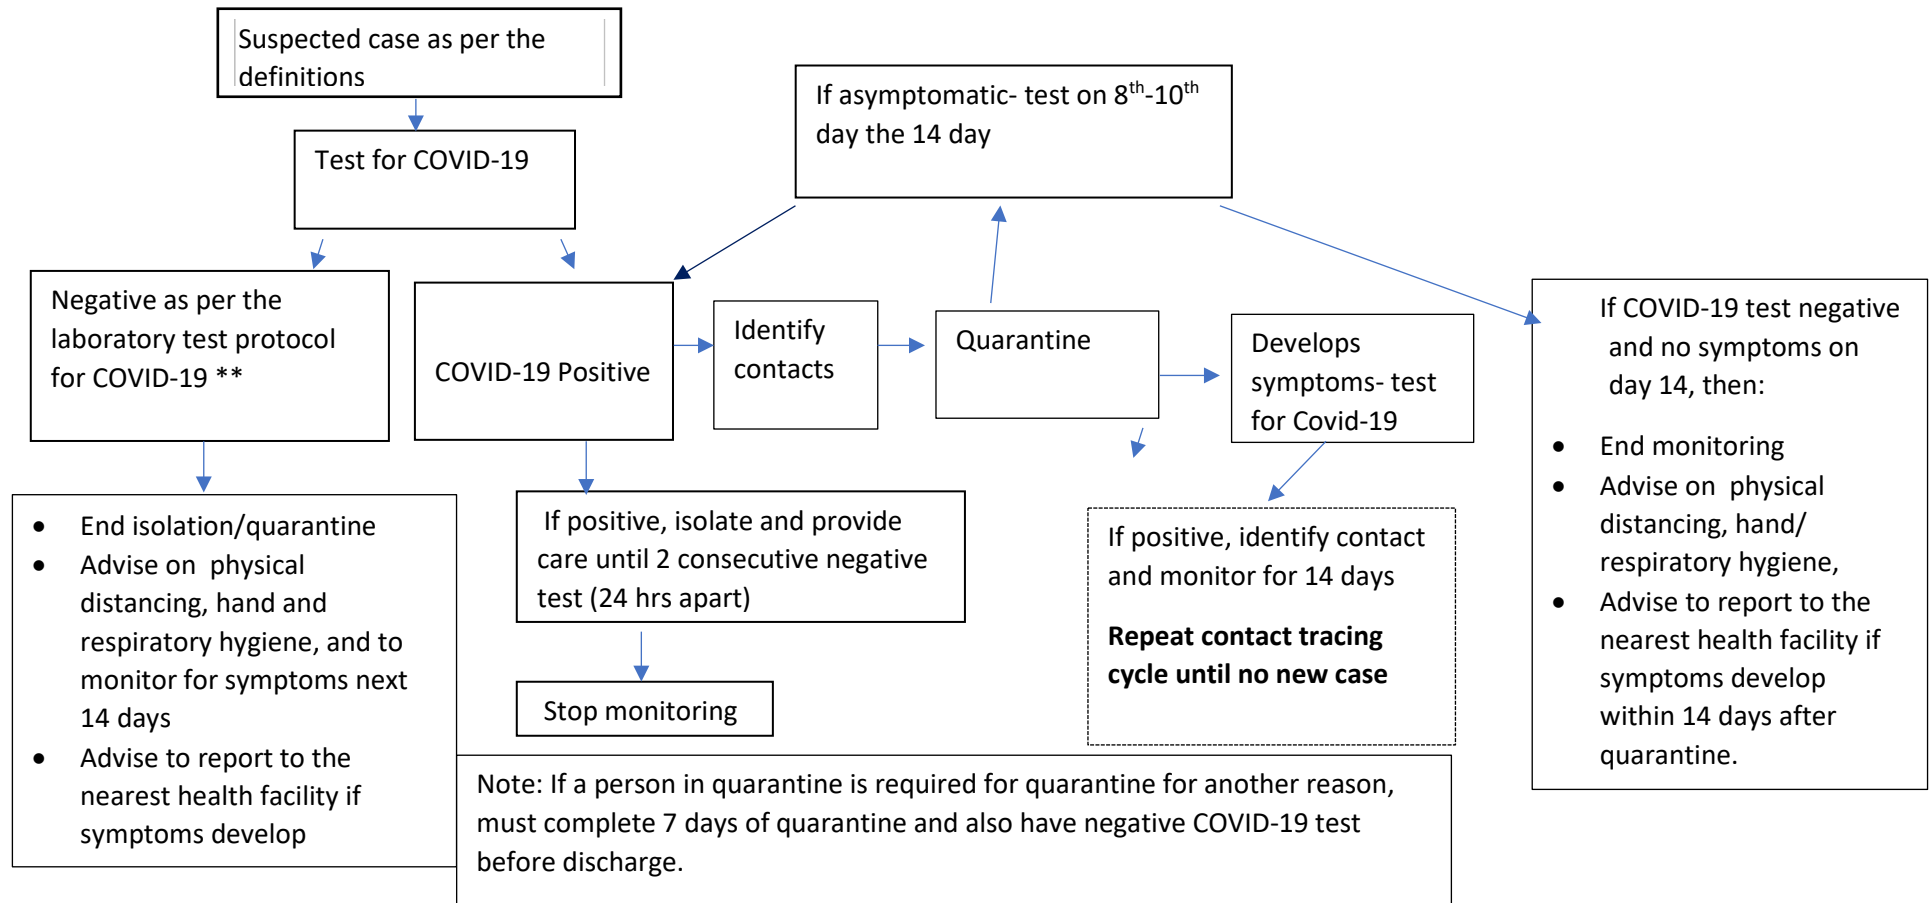 Suspected case as per the
definitions
If asymptomatic- test on 8th-10th
day the 14 day
Test for COVID-19
Negative as per the
laboratory test protocol
for COVID-19 **
COVID-19 Positive
Identify
contacts
Quarantine
Develops
symptoms- test
for Covid-19
If COVID-19 test negative
and no symptoms on
day 14, then:
• End monitoring
• Advise on  physical
distancing, hand/
respiratory hygiene,
• Advise to report to the
nearest health facility if
symptoms develop
within 14 days after
quarantine.
• End isolation/quarantine
• Advise on  physical
distancing, hand and
respiratory hygiene, and to
monitor for symptoms next
14 days
• Advise to report to the
nearest health facility if
symptoms develop
If positive, isolate and provide
care until 2 consecutive negative
test (24 hrs apart)
Stop monitoring
If positive, identify contact
and monitor for 14 days
Repeat contact tracing
cycle until no new case
Note: If a person in quarantine is required for quarantine for another reason,
must complete 7 days of quarantine and also have negative COVID-19 test
before discharge.